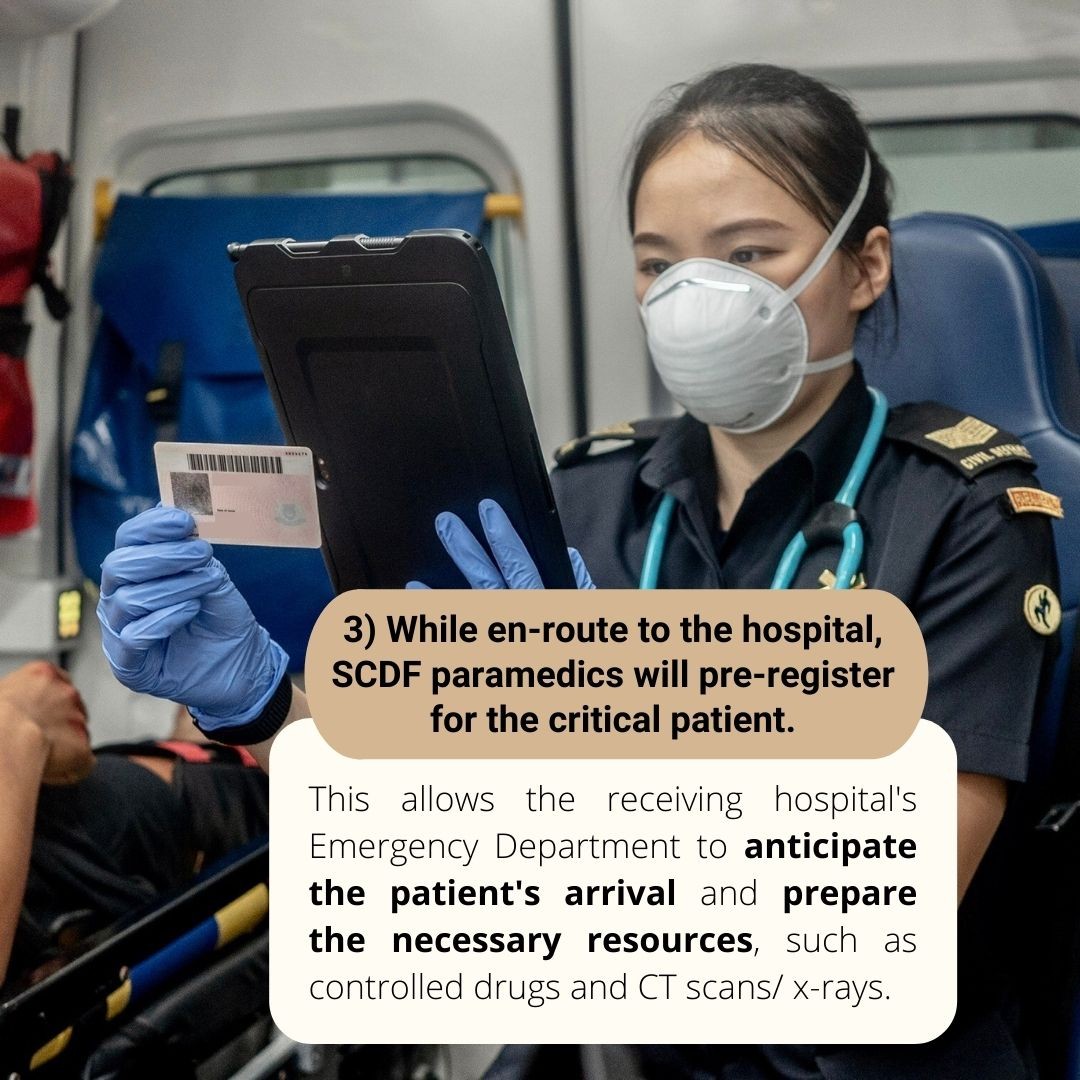 CIVIL DEFENCE
3) While en-route to the hospital,
SCDF paramedics will pre-register
for the critical patient.
This allows the receiving hospital's
Emergency Department to anticipate
the patient's arrival and prepare
the necessary resources, such as
controlled drugs and CT scans/ x-rays.